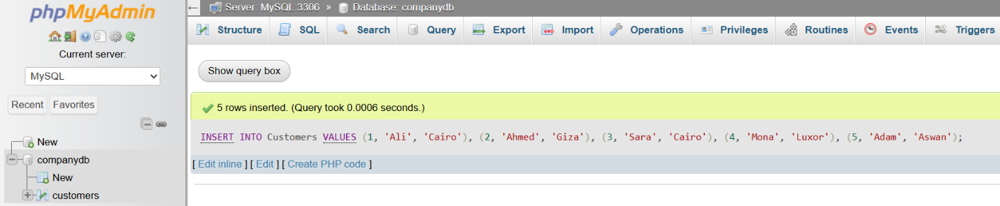 phpMyAdmin
Current server:
MySQL
Recent Favorites
New
companydb
New
customers
Server: MySQL:3306 » Database: companydb
Structure SQL Search Query Export Import Operations Privileges Routines Events Triggers
Show query box
5 rows inserted. (Query took 0.0006 seconds.)
INSERT INTO Customers VALUES (1, 'Ali', 'Cairo'), (2, 'Ahmed', 'Giza'), (3, 'Sara', 'Cairo'), (4, 'Mona', 'Luxor'), (5, 'Adam', 'Aswan');
[ Edit inline ] [ Edit ] [ Create PHP code ]